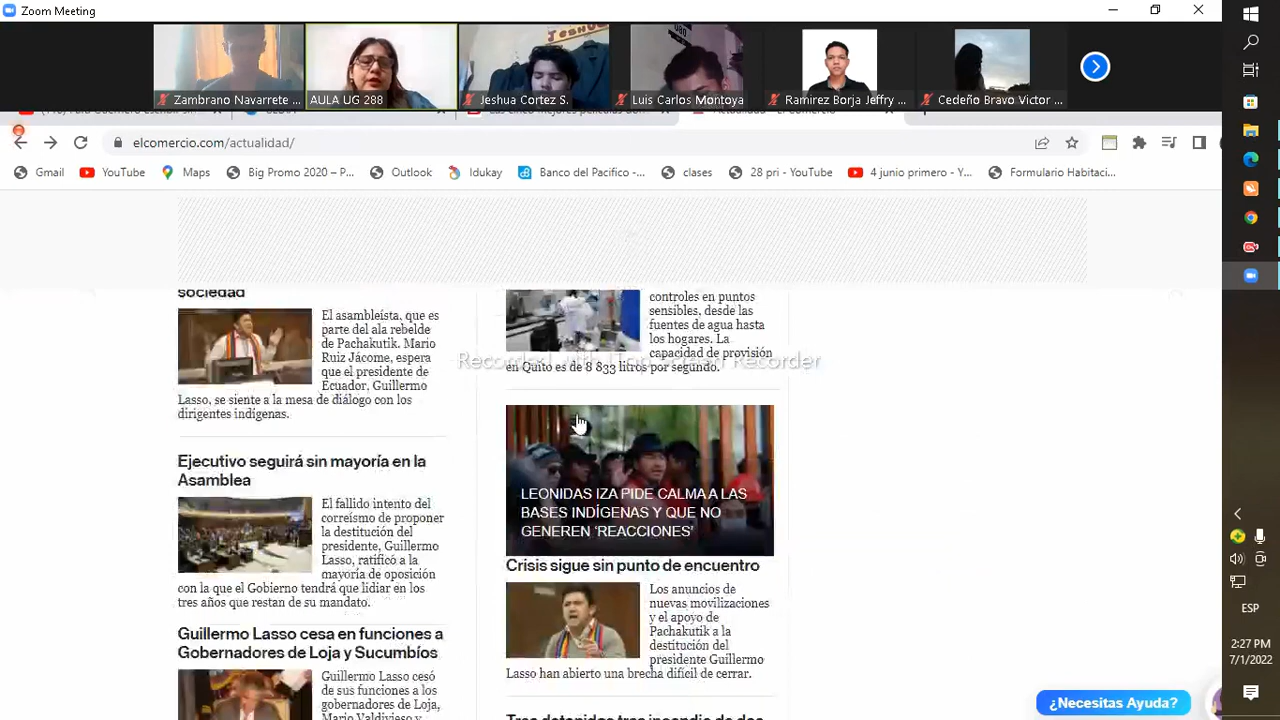 Zoom Meeting
Zambrano Navarrete ...
AULA UG 288
Jeshua Cortez S.
Luis Carlos Montoya
Ramirez Borja Jeffry ...
Cedeño Bravo Victor ...
elcomercio.com/actualidad/
Gmail
YouTube
Maps
Big Promo 2020 – P...
Outlook
Idukay
Banco del Pacifico -...
clases
28 pri - YouTube
4 junio primero - Y...
Formulario Habitaci...
sociedad
El asambleísta, que es
parte del ala rebelde
de Pachakutik. Mario
Ruiz Jácome, espera
que el presidente de
Ecuador, Guillermo
Lasso, se siente a la mesa de diálogo con los
dirigentes indígenas.
Ejecutivo seguirá sin mayoría en la
Asamblea
El fallido intento del
correísmo de proponer
la destitución del
presidente, Guillermo
Lasso, ratificó a la
mayoría de oposición
con la que el Gobierno tendrá que lidiar en los
tres años que restan de su mandato.
Guillermo Lasso cesa en funciones a
Gobernadores de Loja y Sucumbíos
Guillermo Lasso cesó
de sus funciones a los
gobernadores de Loja,
Mario Valdivieso y
controles en puntos
sensibles, desde las
fuentes de agua hasta
los hogares. La
capacidad de provisión
en Quito es de 8 833 litros por segundo.
LEONIDAS IZA PIDE CALMA A LAS
BASES INDÍGENAS Y QUE NO
GENEREN ‘REACCIONES’
Crisis sigue sin punto de encuentro
Los anuncios de
nuevas movilizaciones
y el apoyo de
Pachakutik a la
destitución del
presidente Guillermo
Lasso han abierto una brecha difícil de cerrar.
Tres detenidos tras incendio de dos
¿Necesitas Ayuda?
ESP
2:27 PM
7/1/2022